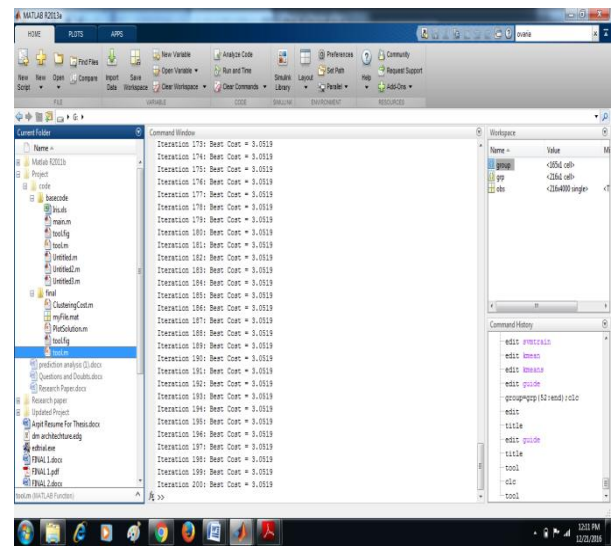 MATLAB R2013a
HOME PLOTS APPS
ovaria
New Script
New
Open
Find Files
Compare
Import Data
Save Workspace
New Variable
Open Variable
Clear Workspace
Analyze Code
Run and Time
Clear Commands
Simulink Library
Layout
Preferences
Set Path
Parallel
Help
Community
Request Support
Add-Ons
FILE VARIABLE CODE SIMULINK ENVIRONMENT RESOURCES
G:
Current Folder
Name
Matlab R2011b
Project
code
basecode
Iris.xls
main.m
tool.fig
tool.m
Untitled.m
Untitled2.m
Untitled3.m
final
ClusteringCost.m
myFile.mat
PlotSolution.m
tool.fig
tool.m
prediction analysis (1).docx
Questions and Doubts.docx
Research Paper.docx
Research paper
Updated Project
Arpit Resume For Thesis.docx
dm architechture.edg
edtrial.exe
FINAL 1.docx
FINAL1.pdf
FINAL 2.docx
tool.m (MATLAB Function)
Command Window
Iteration 173: Best Cost = 3.0519
Iteration 174: Best Cost = 3.0519
Iteration 175: Best Cost = 3.0519
Iteration 176: Best Cost = 3.0519
Iteration 177: Best Cost = 3.0519
Iteration 178: Best Cost = 3.0519
Iteration 179: Best Cost = 3.0519
Iteration 180: Best Cost = 3.0519
Iteration 181: Best Cost = 3.0519
Iteration 182: Best Cost = 3.0519
Iteration 183: Best Cost = 3.0519
Iteration 184: Best Cost = 3.0519
Iteration 185: Best Cost = 3.0519
Iteration 186: Best Cost = 3.0519
Iteration 187: Best Cost = 3.0519
Iteration 188: Best Cost = 3.0519
Iteration 189: Best Cost = 3.0519
Iteration 190: Best Cost = 3.0519
Iteration 191: Best Cost = 3.0519
Iteration 192: Best Cost = 3.0519
Iteration 193: Best Cost = 3.0519
Iteration 194: Best Cost = 3.0519
Iteration 195: Best Cost = 3.0519
Iteration 196: Best Cost = 3.0519
Iteration 197: Best Cost = 3.0519
Iteration 198: Best Cost = 3.0519
Iteration 199: Best Cost = 3.0519
Iteration 200: Best Cost = 3.0519
fx >>
Workspace
Name Value Mi
group <165x1 cell>
grp <216x1 cell>
obs <216x4000 single> <T
Command History
edit svmtrain
edit kmean
edit kmeans
edit guide
group=grp(52:end);clc
edit
title
edit guide
title
tool
clc
tool
12:11 PM
12/21/2016